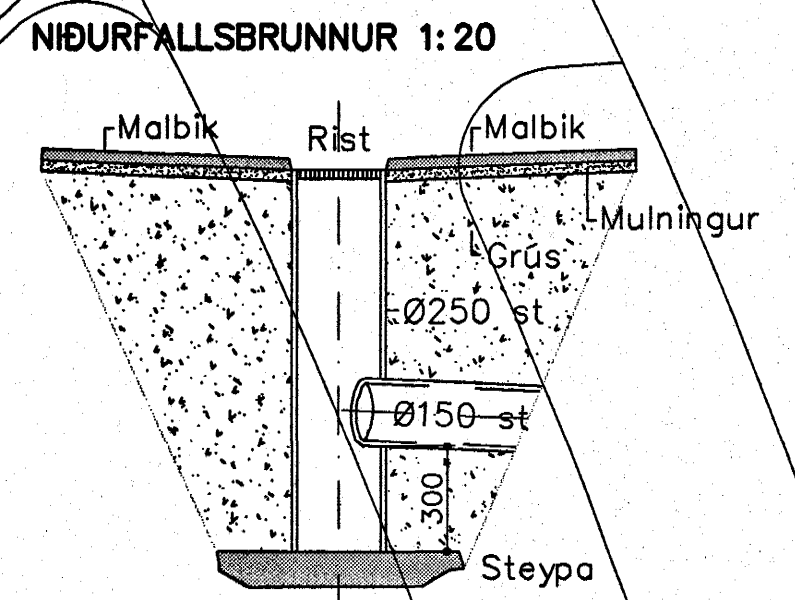 NIÐURFALLSBRUNNUR 1:20
Malbik
Rist
Malbik
Mulningur
Grús
Ø250 st
Ø150 st
300
Steypa